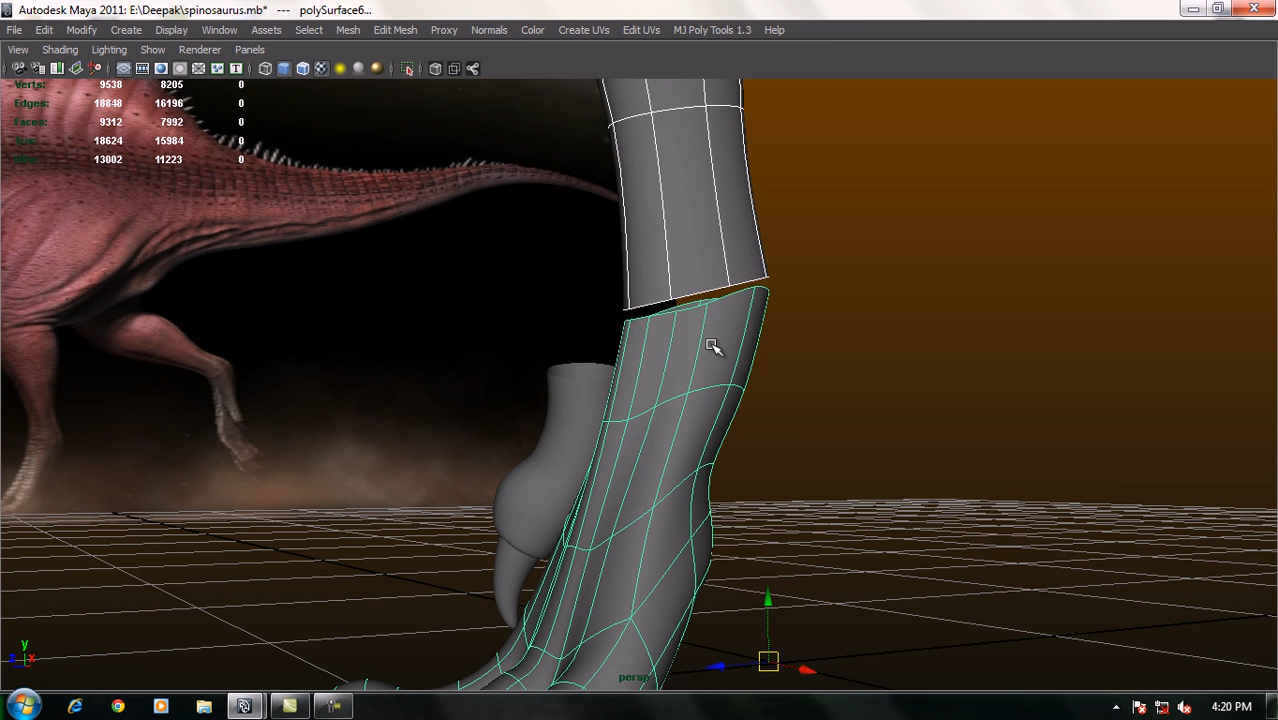 Autodesk Maya 2011: E:\Deepak\spinosaurus.mb* --- polySurface6...
File Edit Modify Create Display Window Assets Select Mesh Edit Mesh Proxy Normals Color Create UVs Edit UVs MJ Poly Tools 1.3 Help
View Shading Lighting Show Renderer Panels
Verts: 9538 8205 0
Edges: 18848 16196 0
Faces: 9312 7992 0
Tris: 18624 15984 0
13002 11223 0
y
z x
persp
4:20 PM